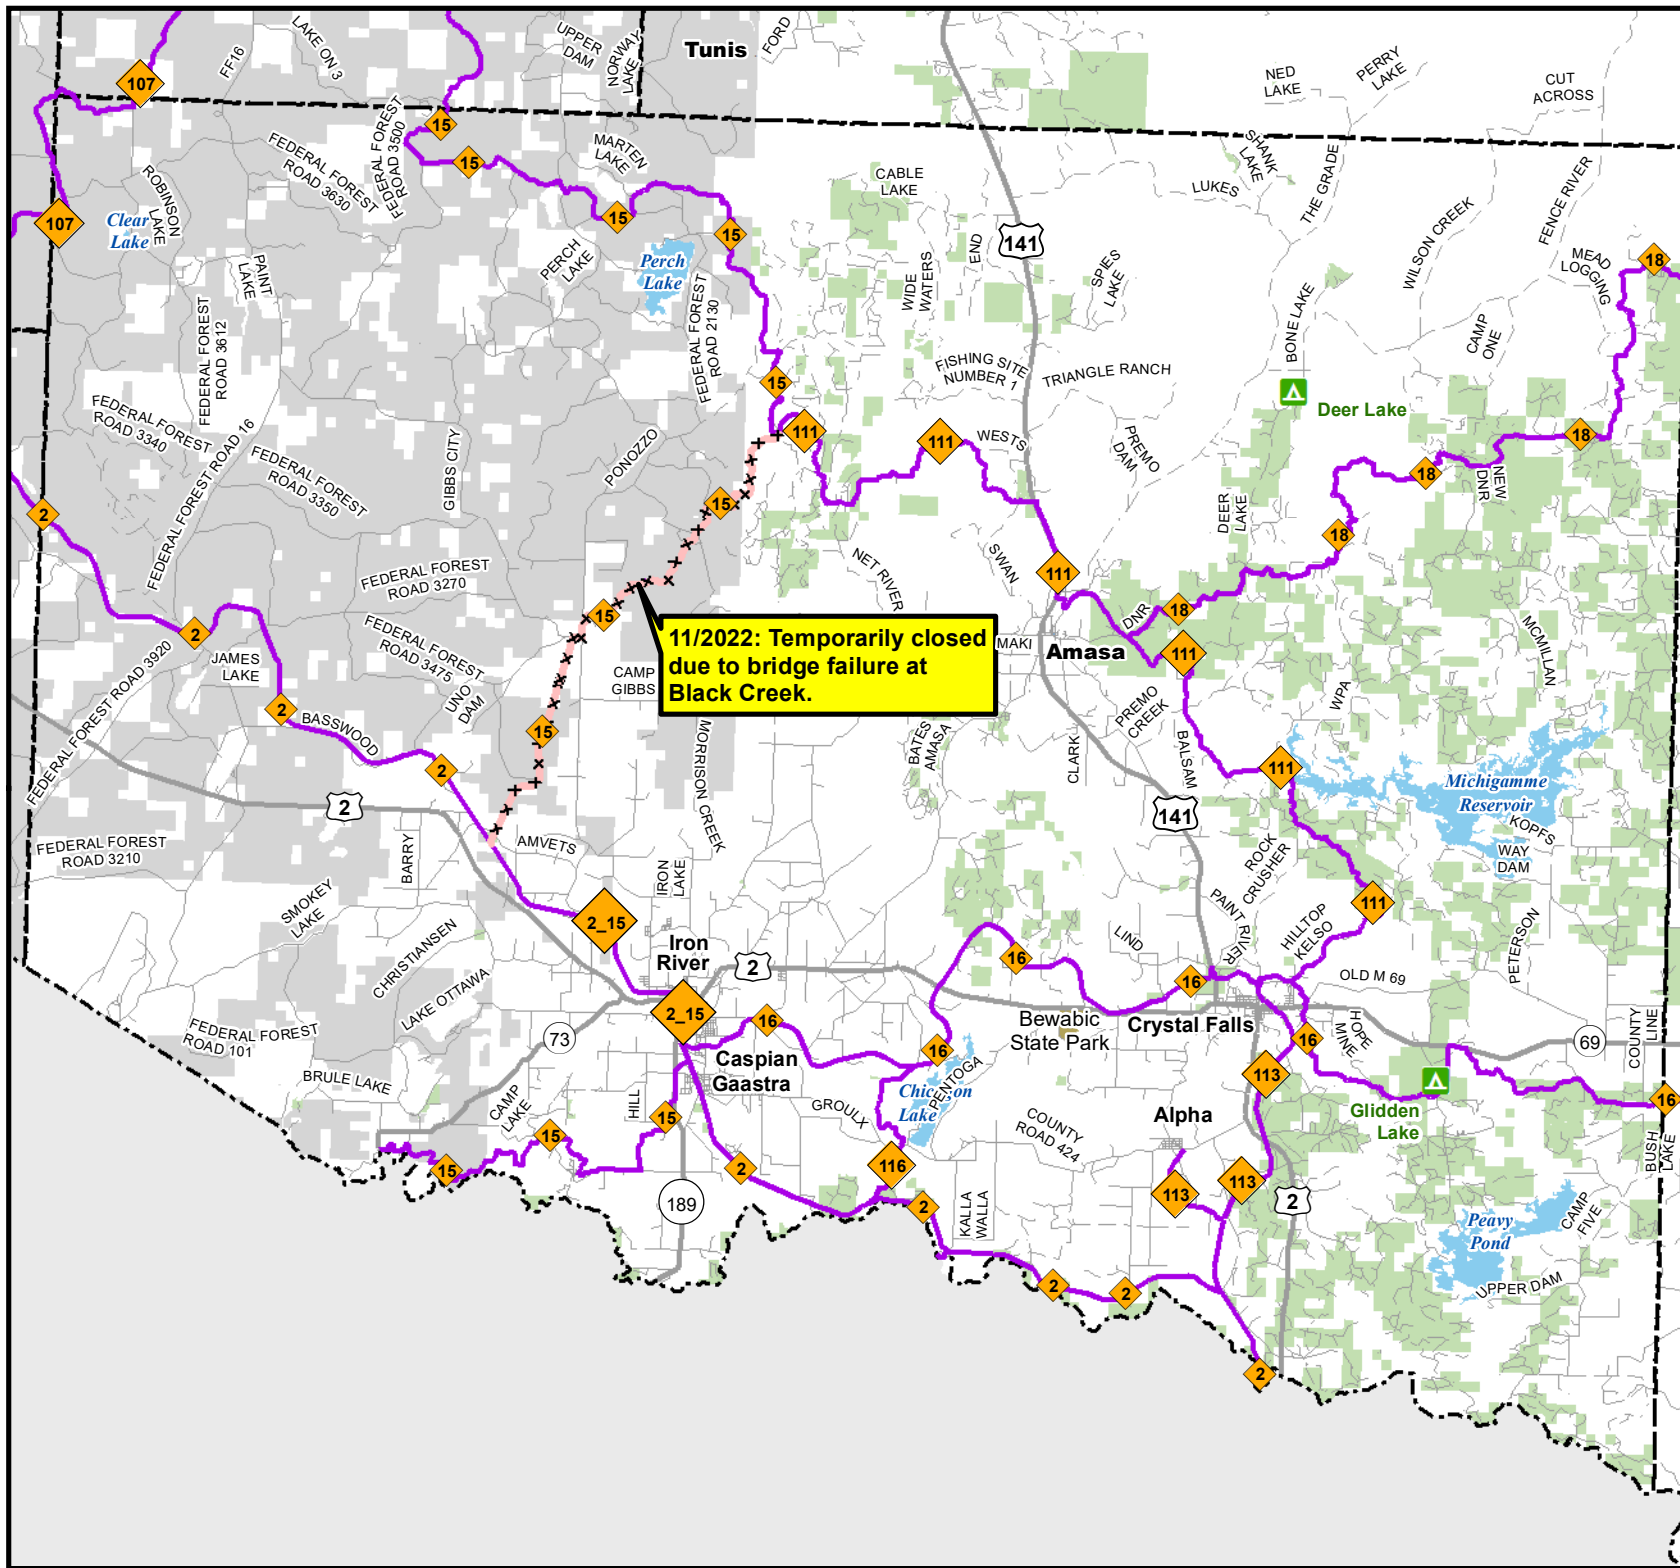 Tunis
FORD
UPPER
DAM
NORWAY
LAKE
LAKE ON 3
FF16
107
15
15
FEDERAL FOREST
ROAD 3500
FEDERAL FOREST
ROAD 3630
MARTEN
LAKE
NED
LAKE
PERRY
LAKE
CUT
ACROSS
SHANK
LAKE
LUKES
THE GRADE
CABLE
LAKE
ROBINSON
LAKE
Clear
Lake
107
15
15
PERCH
LAKE
Perch
Lake
PAINT
LAKE
WIDE
WATERS
END
141
SPIES
LAKE
WILSON CREEK
FENCE RIVER
MEAD
LOGGING
18
FEDERAL FOREST
ROAD 3612
FEDERAL FOREST
ROAD 2130
BONE LAKE
CAMP
ONE
FISHING SITE
NUMBER 1
TRIANGLE RANCH
15
Deer Lake
FEDERAL FOREST
ROAD 3340
FEDERAL FOREST ROAD 16
FEDERAL FOREST
ROAD 3350
GIBBS CITY
PONOZZO
111
111
WESTS
PREMO
DAM
18
18
NEW
DNR
2
15
DEER
LAKE
18
NET RIVER
SWAN
111
FEDERAL FOREST
ROAD 3270
15
11/2022: Temporarily closed
due to bridge failure at
Black Creek.
MAKI
Amasa
DNR
18
111
MCMILLAN
2
JAMES
LAKE
FEDERAL FOREST
ROAD 3475
UNO
DAM
CAMP
GIBBS
FEDERAL FOREST ROAD 3920
2
BASSWOOD
15
MORRISON CREEK
BATES
AMASA
CLARK
PREMO
CREEK
BALSAM
WPA
2
2
111
Michigamme
Reservoir
141
KOPFS
WAY
DAM
FEDERAL FOREST
ROAD 3210
BARRY
AMVETS
IRON
LAKE
ROCK
CRUSHER
SMOKEY
LAKE
2_15
PAINT RIVER
111
CHRISTIANSEN
Iron
River
2
16
LIND
HILLTOP
KELSO
PETERSON
LAKE OTTAWA
16
OLD M 69
2_15
16
Bewabic
State Park
Crystal Falls
HOPE
MINE
COUNTY
LINE
FEDERAL FOREST
ROAD 101
73
16
16
69
Caspian
Gaastra
BRULE LAKE
CAMP
LAKE
HILL
Chicagon
Lake
PENTOGA
113
Glidden
Lake
16
15
15
GROULX
COUNTY
ROAD 424
Alpha
BUSH
LAKE
15
2
116
113
113
189
2
KALLA
WALLA
2
Peavy
Pond
CAMP
FIVE
2
2
UPPER DAM
2